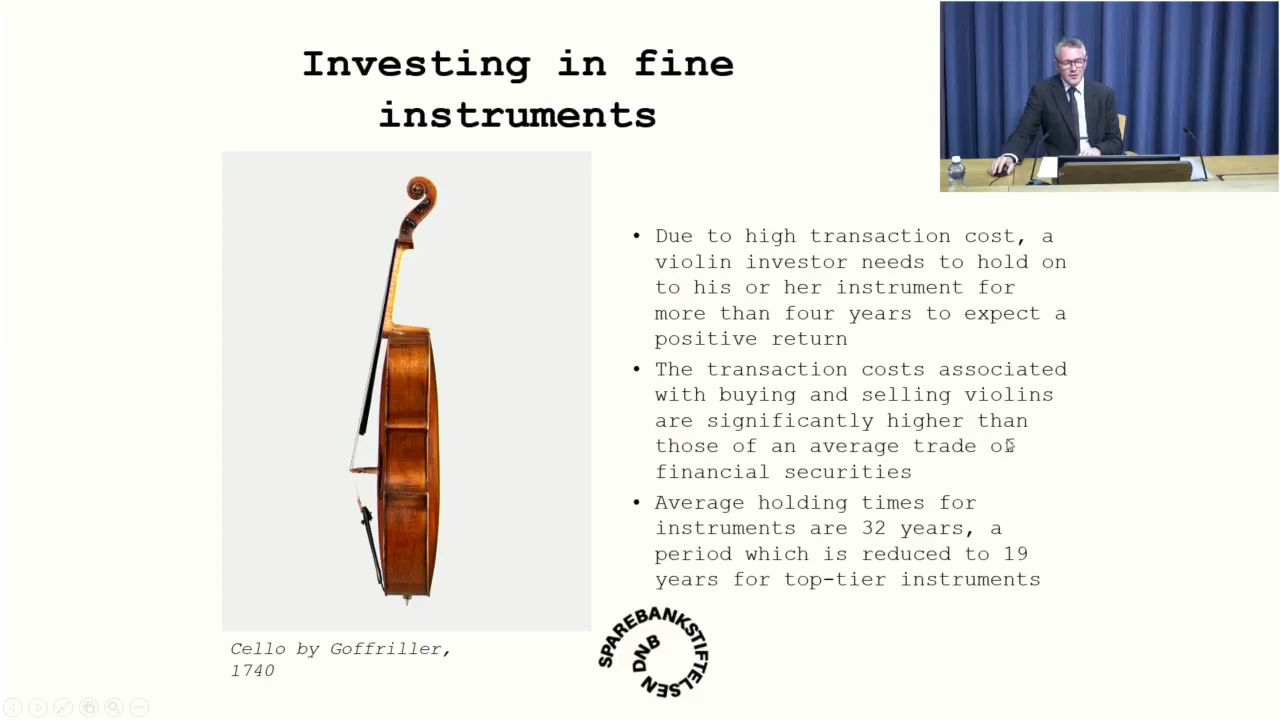 Investing in fine
instruments
• Due to high transaction cost, a
violin investor needs to hold on
to his or her instrument for
more than four years to expect a
positive return
• The transaction costs associated
with buying and selling violins
are significantly higher than
those of an average trade of
financial securities
• Average holding times for
instruments are 32 years, a
period which is reduced to 19
years for top-tier instruments
Cello by Goffriller,
1740
SPAREBANKSTIFTELSEN
DNB